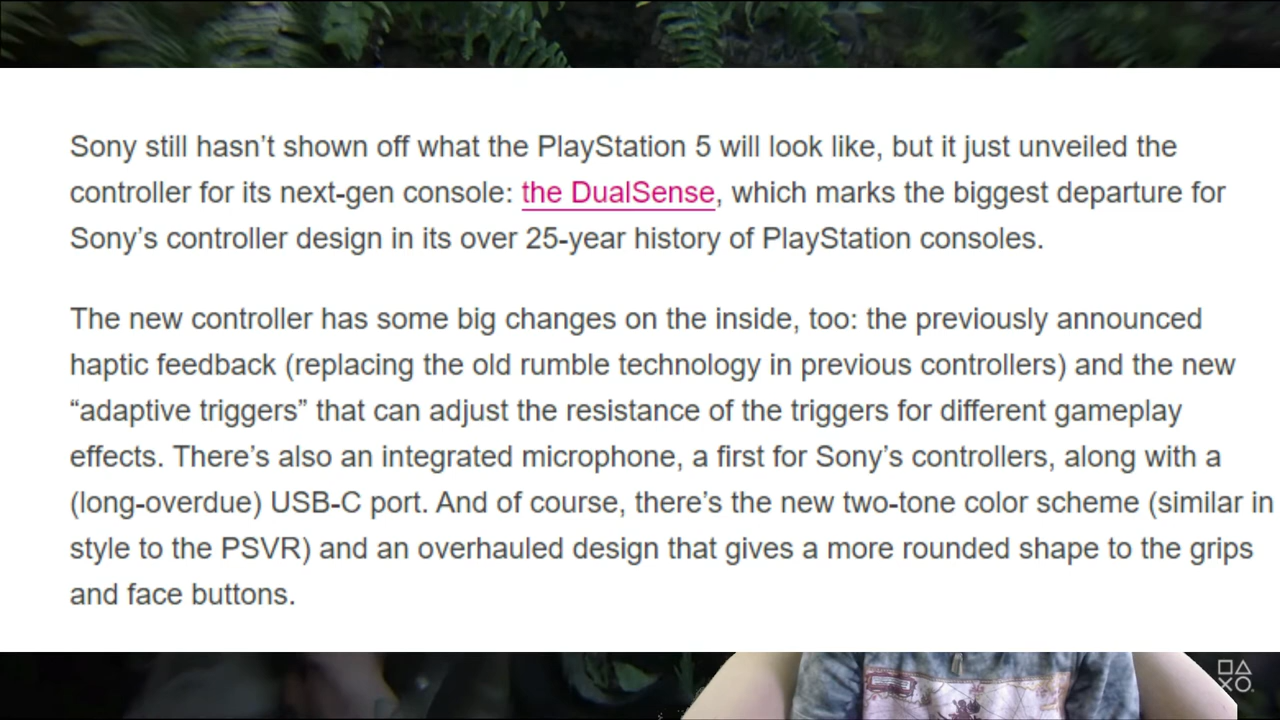 Sony still hasn’t shown off what the PlayStation 5 will look like, but it just unveiled the
controller for its next-gen console: the DualSense, which marks the biggest departure for
Sony’s controller design in its over 25-year history of PlayStation consoles.
The new controller has some big changes on the inside, too: the previously announced
haptic feedback (replacing the old rumble technology in previous controllers) and the new
“adaptive triggers” that can adjust the resistance of the triggers for different gameplay
effects. There’s also an integrated microphone, a first for Sony’s controllers, along with a
(long-overdue) USB-C port. And of course, there’s the new two-tone color scheme (similar in
style to the PSVR) and an overhauled design that gives a more rounded shape to the grips
and face buttons.